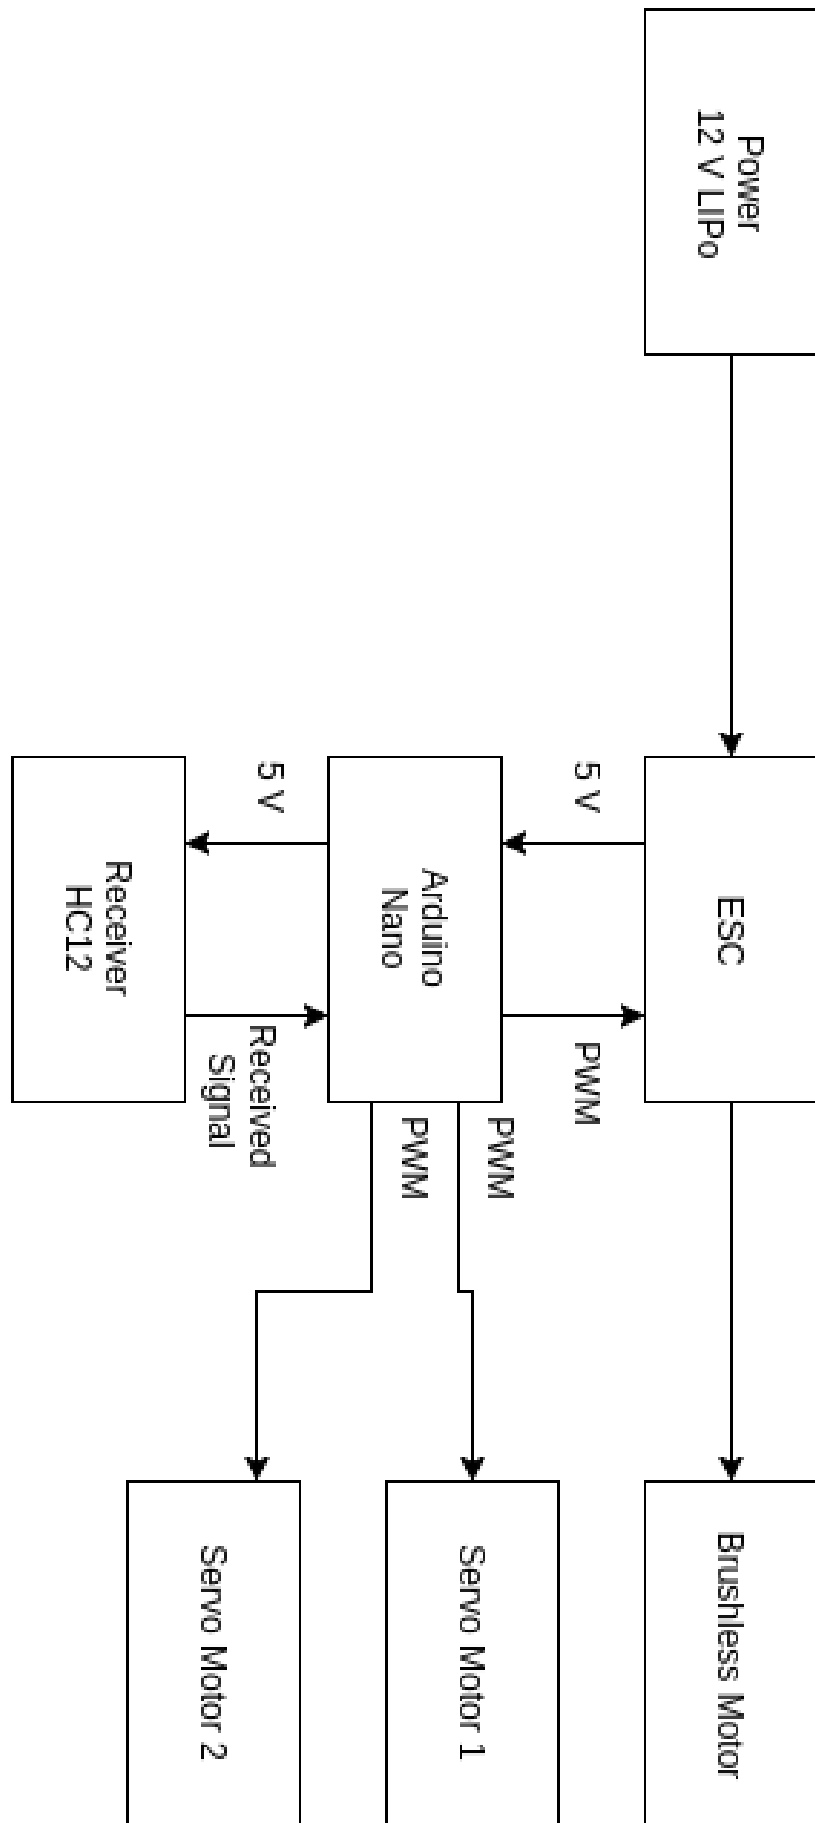 Power
12 V LIPo
ESC
Brushless Motor
5 V
PWM
Arduino
Nano
PWM
PWM
Servo Motor 1
5 V
Received
Signal
Receiver
HC12
Servo Motor 2